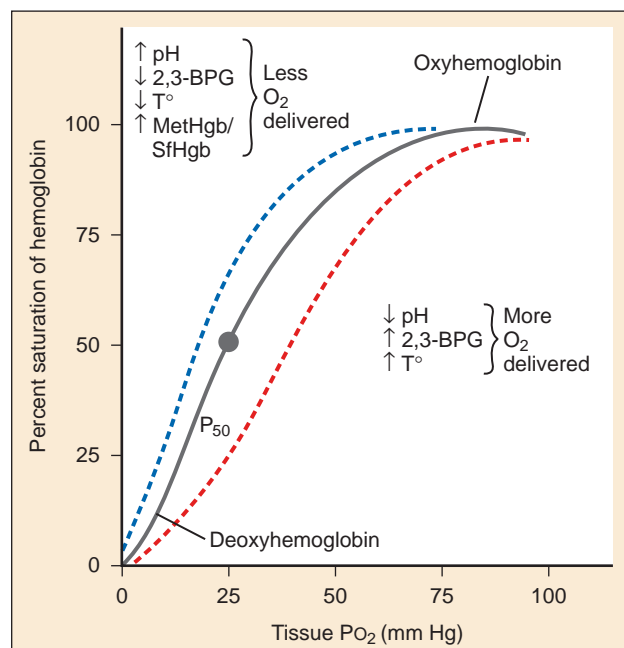 ↑ pH
↓ 2,3-BPG
↓ T°
↑ MetHgb/
SfHgb
Less
O₂
delivered
Oxyhemoglobin
100
75
50
25
0
Percent saturation of hemoglobin
P₅₀
↓ pH
↑ 2,3-BPG
↑ T°
More
O₂
delivered
Deoxyhemoglobin
0
25
50
75
100
Tissue PO₂ (mm Hg)